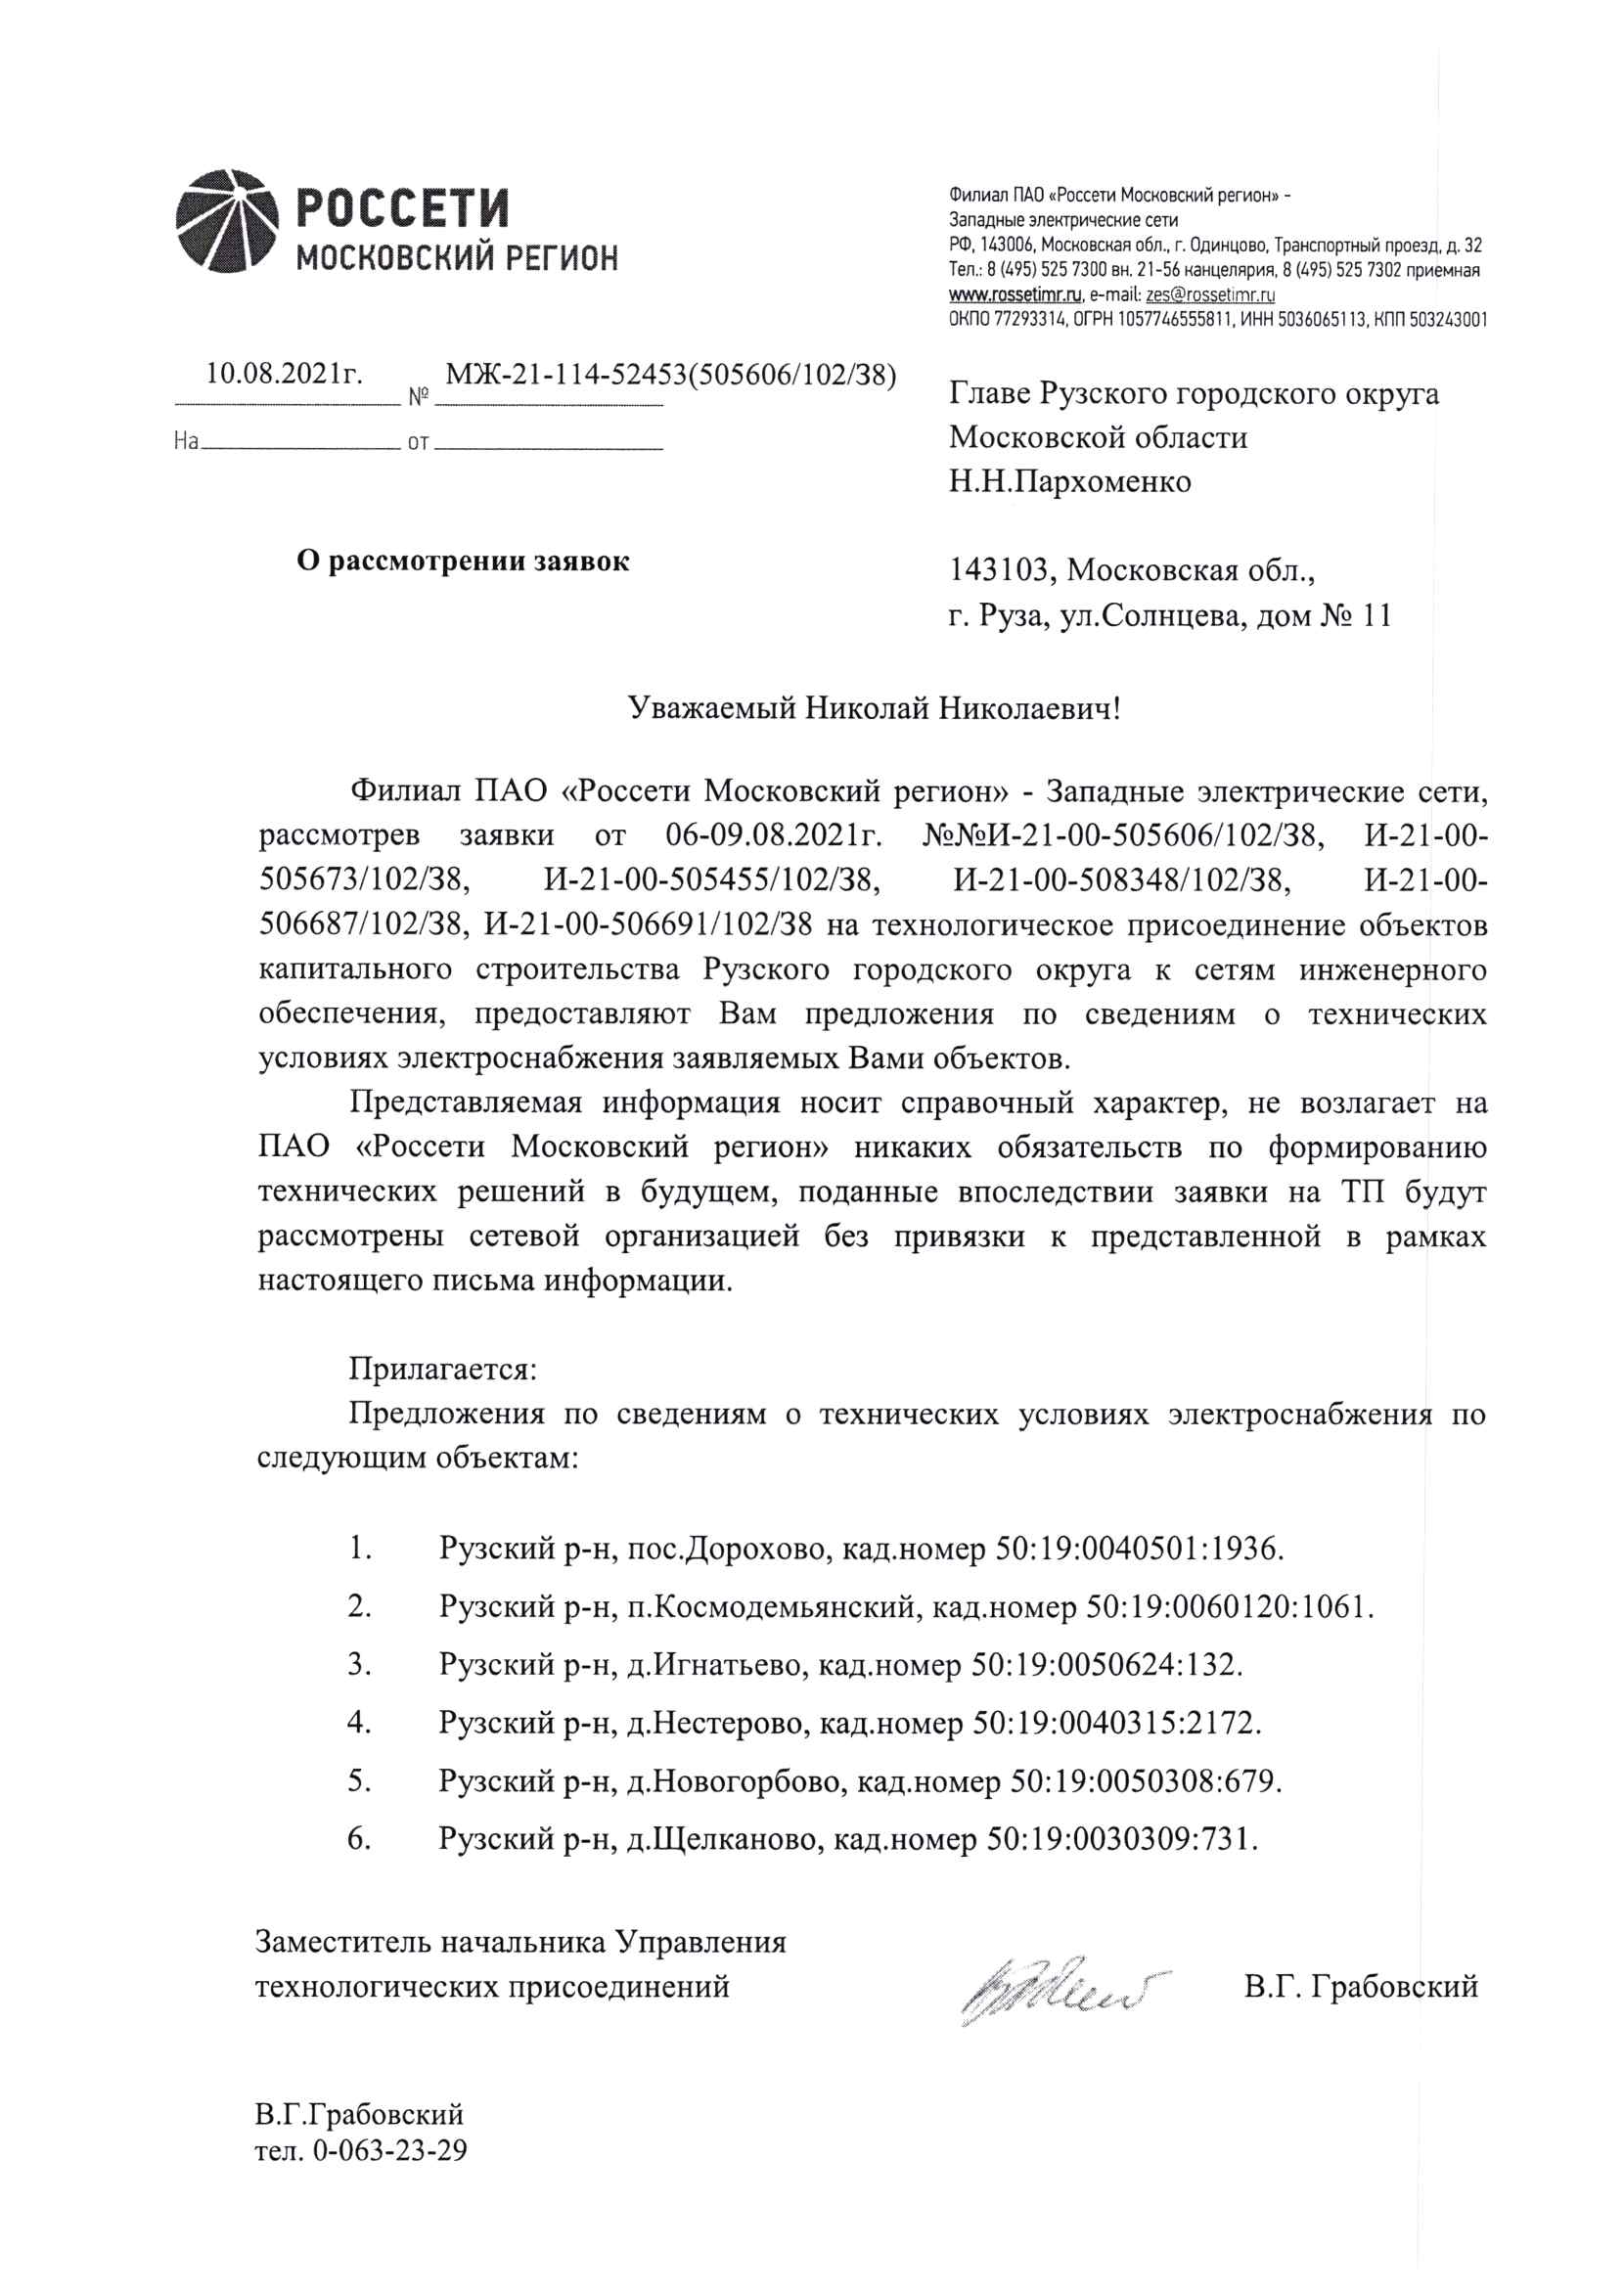 РОССЕТИ
МОСКОВСКИЙ РЕГИОН
Филиал ПАО «Россети Московский регион» -
Западные электрические сети
РФ, 143006, Московская обл., г. Одинцово, Транспортный проезд, д. 32
Тел.: 8 (495) 525 7300 вн. 21-56 канцелярия, 8 (495) 525 7302 приемная
www.rossetimr.ru, e-mail: zes@rossetimr.ru
ОКПО 77293314, ОГРН 1057746555811, ИНН 5036065113, КПП 503243001
10.08.2021г. № МЖ-21-114-52453(505606/102/З8)
На от
Главе Рузского городского округа
Московской области
Н.Н.Пархоменко
О рассмотрении заявок
143103, Московская обл.,
г. Руза, ул.Солнцева, дом № 11
Уважаемый Николай Николаевич!
Филиал ПАО «Россети Московский регион» - Западные электрические сети,
рассмотрев заявки от 06-09.08.2021г. №№И-21-00-505606/102/З8, И-21-00-
505673/102/З8, И-21-00-505455/102/З8, И-21-00-508348/102/З8, И-21-00-
506687/102/З8, И-21-00-506691/102/З8 на технологическое присоединение объектов
капитального строительства Рузского городского округа к сетям инженерного
обеспечения, предоставляют Вам предложения по сведениям о технических
условиях электроснабжения заявляемых Вами объектов.
Представляемая информация носит справочный характер, не возлагает на
ПАО «Россети Московский регион» никаких обязательств по формированию
технических решений в будущем, поданные впоследствии заявки на ТП будут
рассмотрены сетевой организацией без привязки к представленной в рамках
настоящего письма информации.
Прилагается:
Предложения по сведениям о технических условиях электроснабжения по
следующим объектам:
1. Рузский р-н, пос.Дорохово, кад.номер 50:19:0040501:1936.
2. Рузский р-н, п.Космодемьянский, кад.номер 50:19:0060120:1061.
3. Рузский р-н, д.Игнатьево, кад.номер 50:19:0050624:132.
4. Рузский р-н, д.Нестерово, кад.номер 50:19:0040315:2172.
5. Рузский р-н, д.Новогорбово, кад.номер 50:19:0050308:679.
6. Рузский р-н, д.Щелканово, кад.номер 50:19:0030309:731.
Заместитель начальника Управления
технологических присоединений
В.Г. Грабовский
В.Г.Грабовский
тел. 0-063-23-29